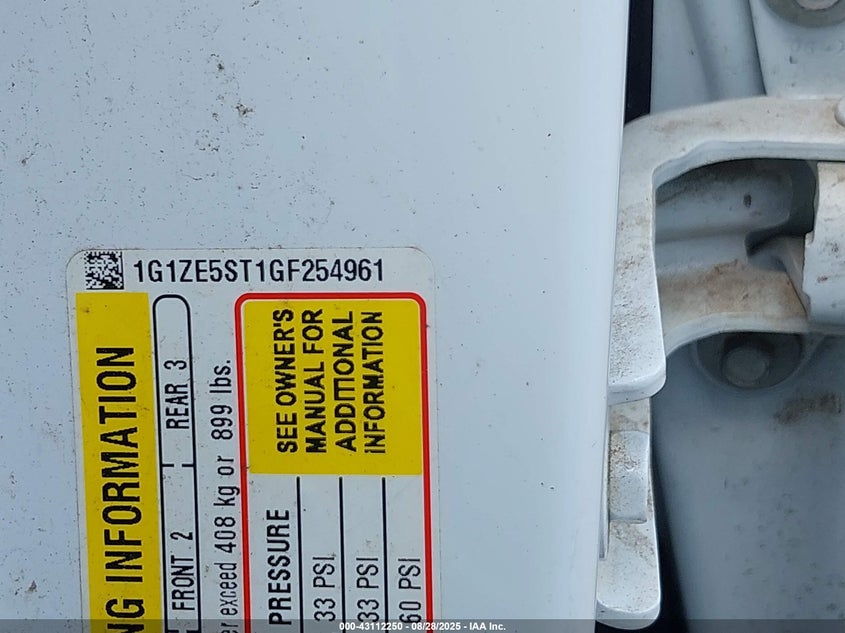 1G1ZE5ST1GF254961
NG INFORMATION
FRONT 2 REAR 3
er exceed 408 kg or 899 lbs.
SEE OWNER'S
MANUAL FOR
ADDITIONAL
INFORMATION
PRESSURE
33 PSI
33 PSI
60 PSI
000-43112250 - 08/28/2025 - IAA Inc.